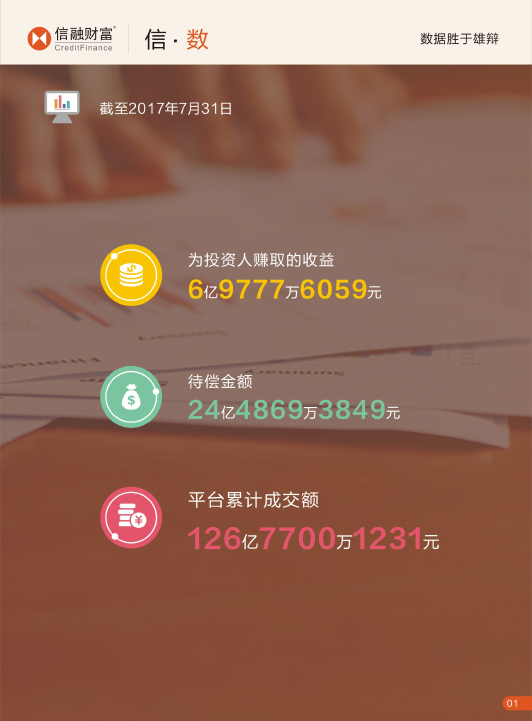 信融财富®
CreditFinance
信·数
数据胜于雄辩
截至2017年7月31日
为投资人赚取的收益
6亿9777万6059元
待偿金额
24亿4869万3849元
平台累计成交额
126亿7700万1231元
Summary
Summary
01